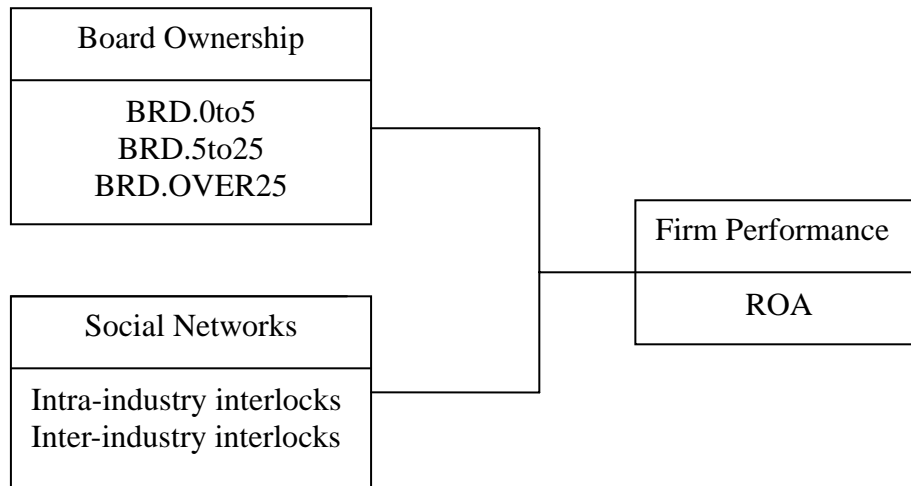 Board Ownership
BRD.0to5
BRD.5to25
BRD.OVER25
Social Networks
Intra-industry interlocks
Inter-industry interlocks
Firm Performance
ROA